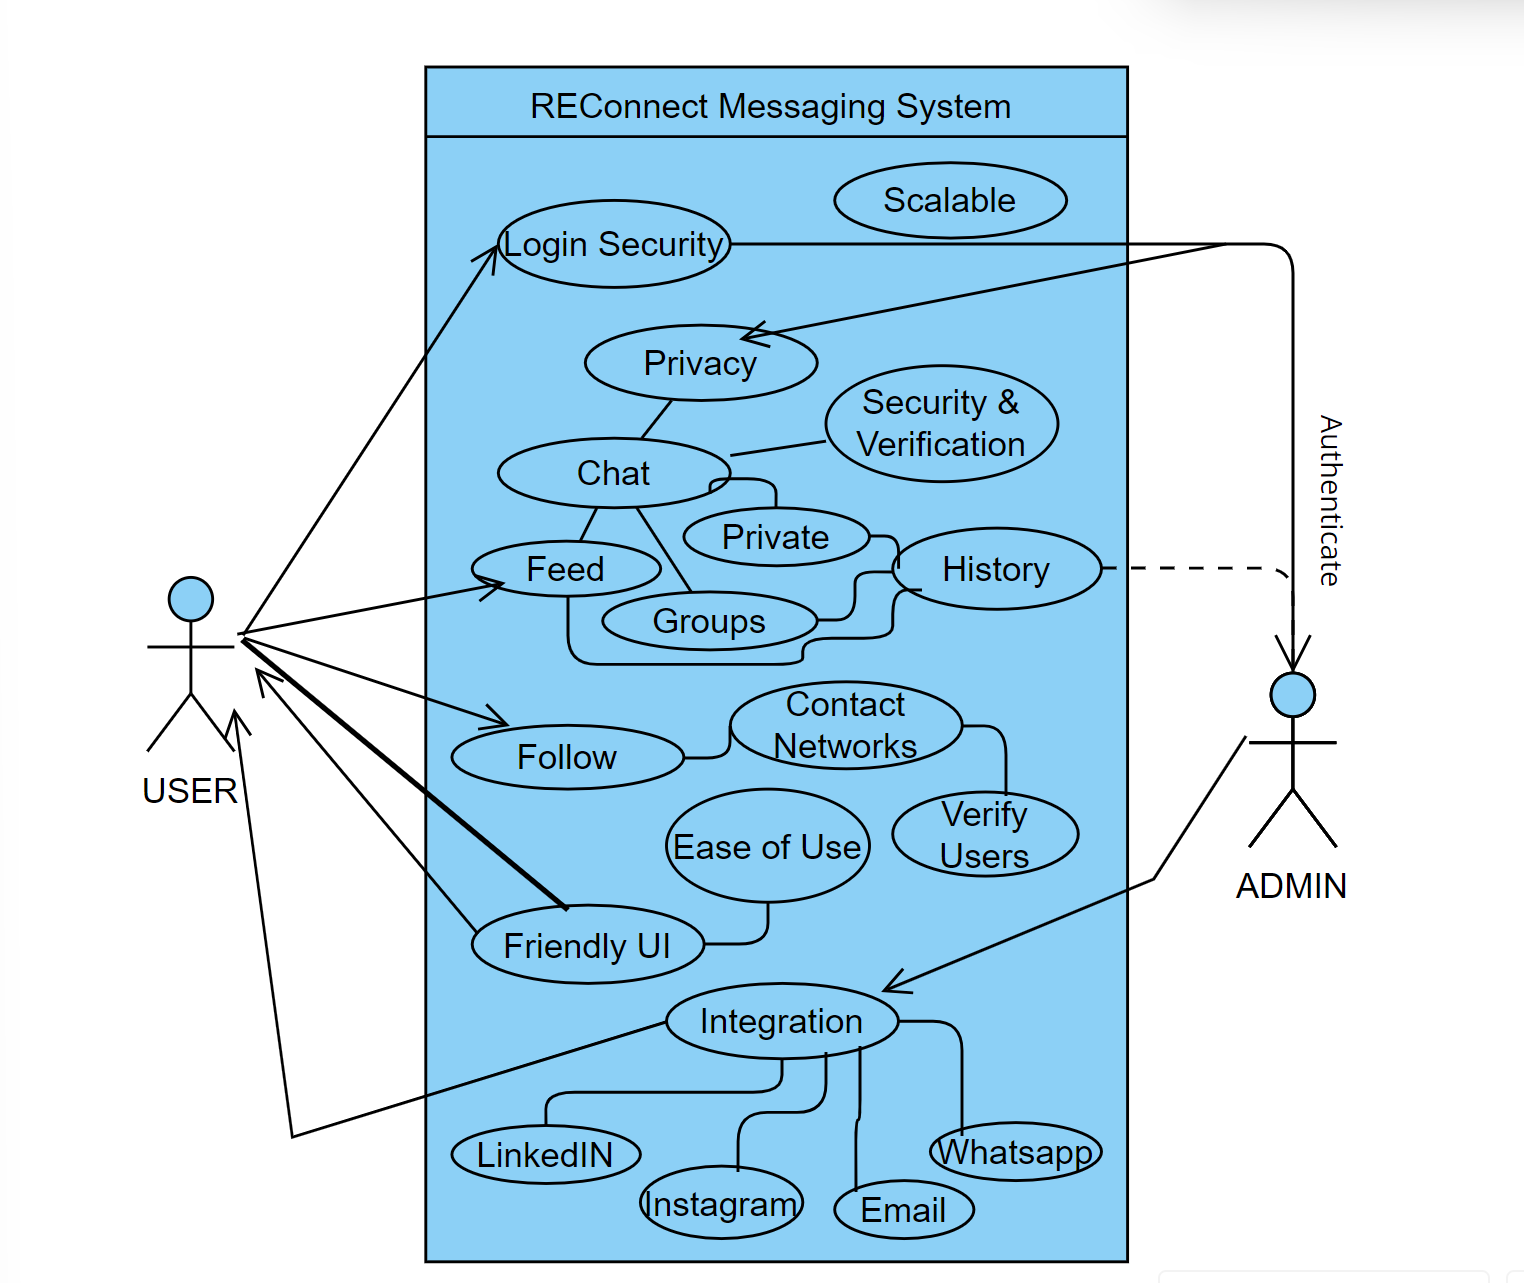 REConnect Messaging System
Scalable
Login Security
Privacy
Security &
Verification
Authenticate
Chat
Private
Feed
History
Groups
Contact
Networks
Follow
USER
Verify
Users
Ease of Use
ADMIN
Friendly UI
Integration
LinkedIN
Whatsapp
Instagram
Email